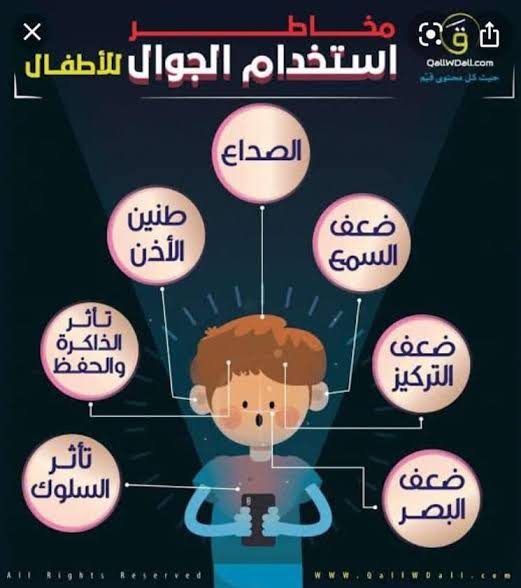 مخاطر
استخدام الجوال للأطفال
QallWDall.com
حيث كل محتوى قيّم
الصداع
طنين
الأذن
ضعف
السمع
تأثر
الذاكرة
والحفظ
ضعف
التركيز
تأثر
السلوك
ضعف
البصر
All Rights Reserved
WWW.QallWDall.com